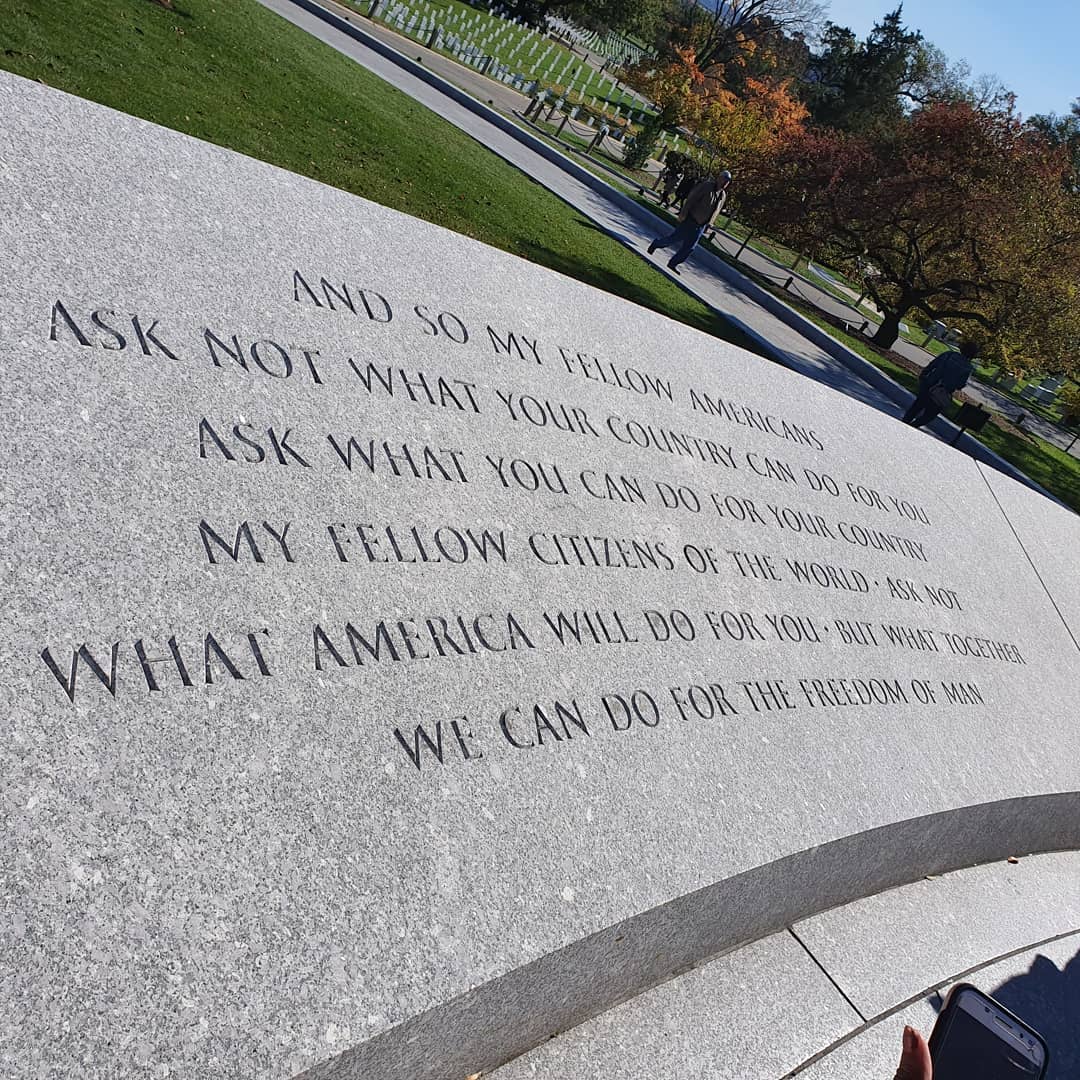 AND SO MY FELLOW AMERICANS
ASK NOT WHAT YOUR COUNTRY CAN DO FOR YOU
ASK WHAT YOU CAN DO FOR YOUR COUNTRY
MY FELLOW CITIZENS OF THE WORLD · ASK NOT
WHAT AMERICA WILL DO FOR YOU · BUT WHAT TOGETHER
WE CAN DO FOR THE FREEDOM OF MAN